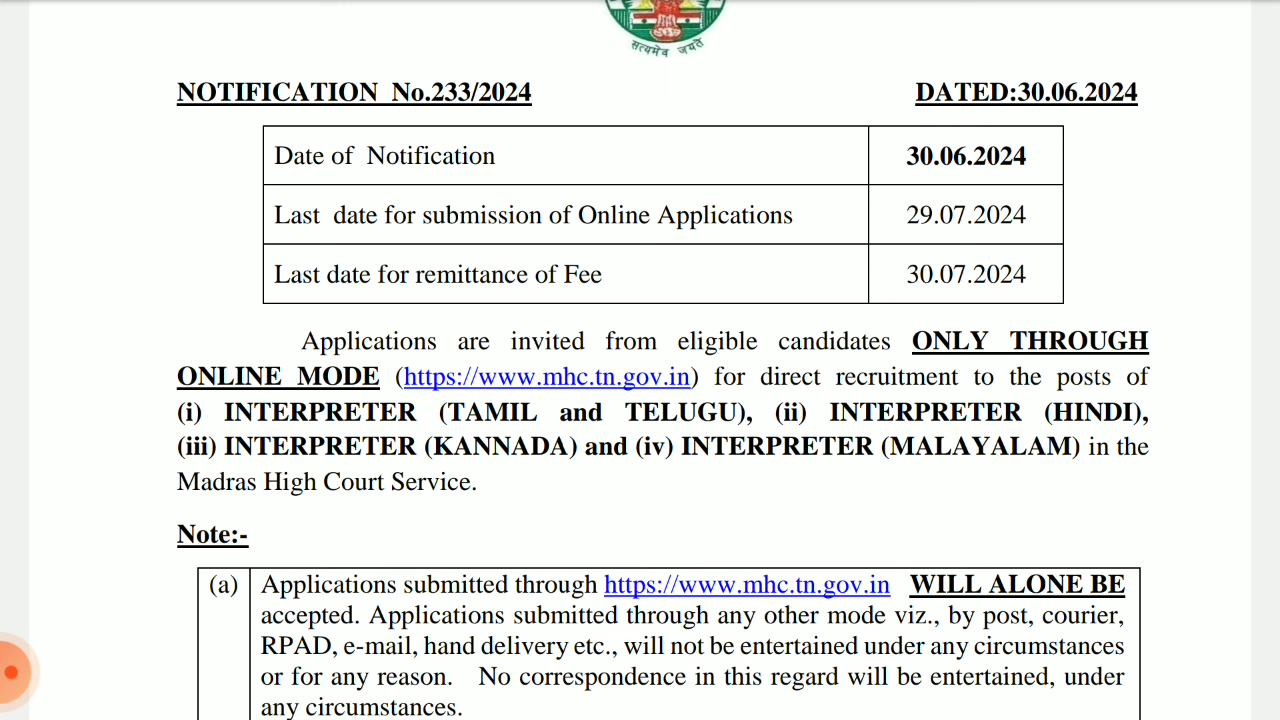 सत्यमेव जयते
NOTIFICATION No.233/2024 DATED:30.06.2024
Date of Notification 30.06.2024
Last date for submission of Online Applications 29.07.2024
Last date for remittance of Fee 30.07.2024
Applications are invited from eligible candidates ONLY THROUGH
ONLINE MODE (https://www.mhc.tn.gov.in) for direct recruitment to the posts of
(i) INTERPRETER (TAMIL and TELUGU), (ii) INTERPRETER (HINDI),
(iii) INTERPRETER (KANNADA) and (iv) INTERPRETER (MALAYALAM) in the
Madras High Court Service.
Note:-
(a) Applications submitted through https://www.mhc.tn.gov.in WILL ALONE BE
accepted. Applications submitted through any other mode viz., by post, courier,
RPAD, e-mail, hand delivery etc., will not be entertained under any circumstances
or for any reason. No correspondence in this regard will be entertained, under
any circumstances.